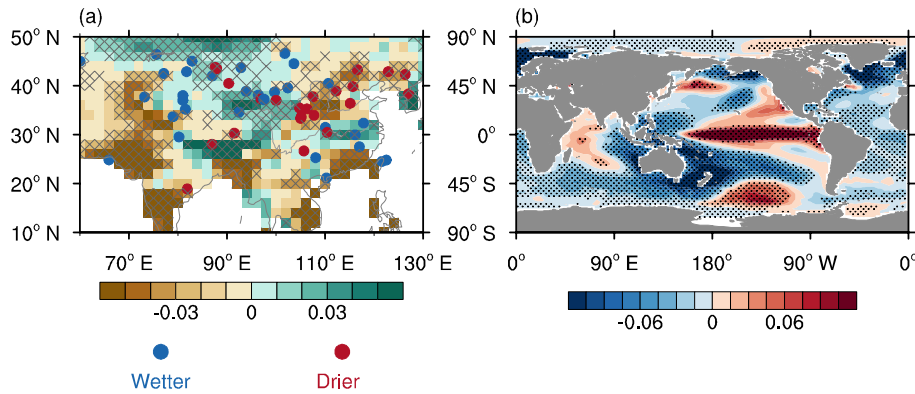 (a)
50° N
40° N
30° N
20° N
10° N
70° E
90° E
110° E
130° E
-0.03
0
0.03
Wetter
Drier
(b)
90° N
45° N
0°
45° S
90° S
0°
90° E
180°
90° W
0°
-0.06
0
0.06